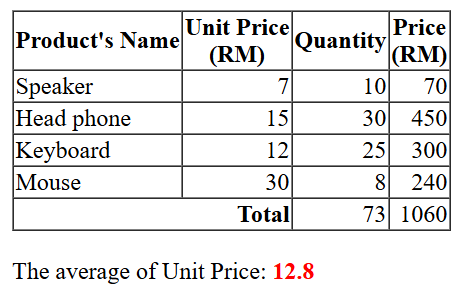 Product's Name Unit Price (RM) Quantity Price (RM)
Speaker 7 10 70
Head phone 15 30 450
Keyboard 12 25 300
Mouse 30 8 240
Total 73 1060
The average of Unit Price: 12.8